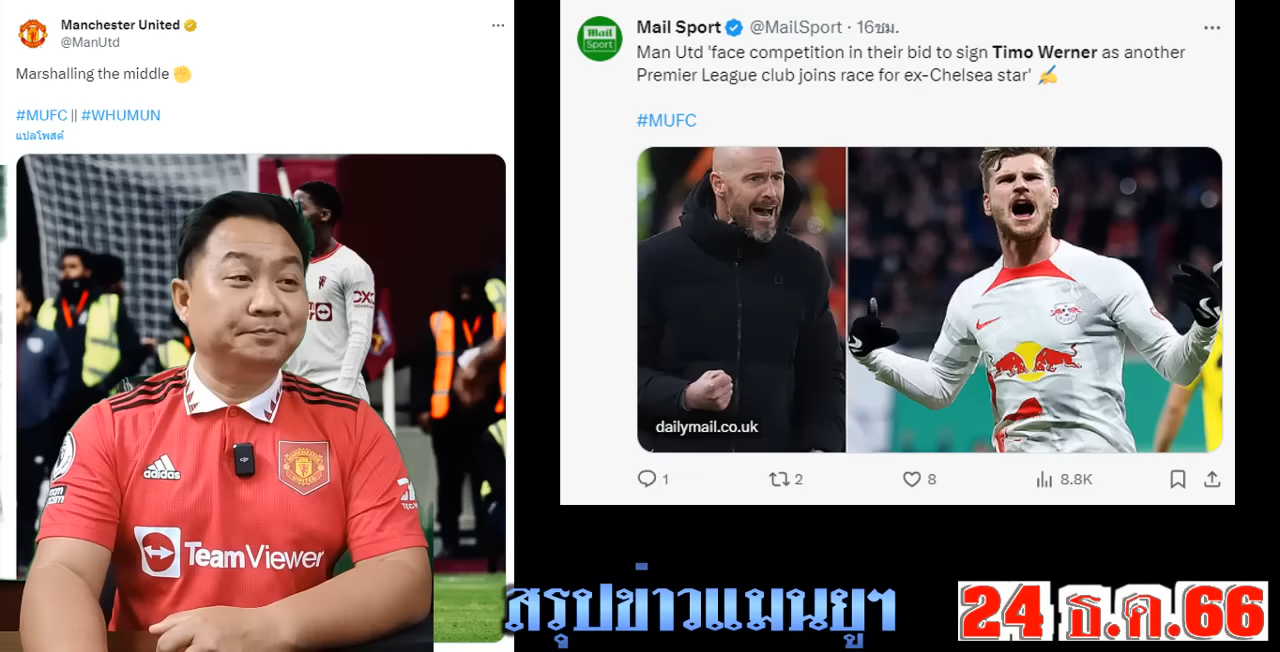 Manchester United
@ManUtd
Marshalling the middle ✊
#MUFC || #WHUMUN
แปลโพสต์
adidas
TeamViewer
Mail Sport @MailSport · 16ชม.
Man Utd 'face competition in their bid to sign Timo Werner as another
Premier League club joins race for ex-Chelsea star' ✍️
#MUFC
dailymail.co.uk
1 2 8 8.8K
สรุปข่าวแมนยูฯ
24 ธ.ค.66